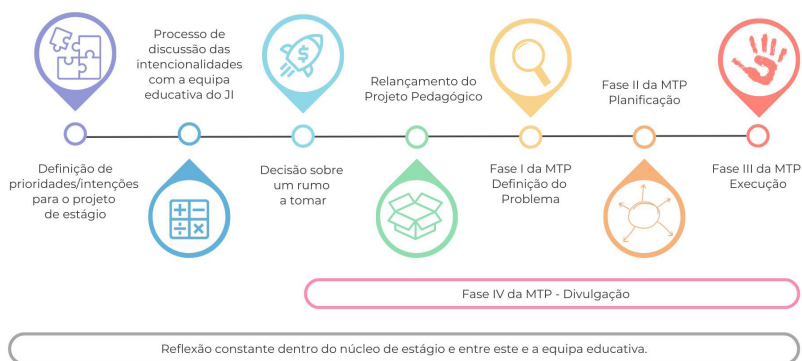 Definição de
prioridades/intenções
para o projeto
de estágio
Processo de
discussão das
intencionalidades
com a equipa
educativa do JI
$
Decisão sobre
um rumo
a tomar
Relançamento do
Projeto Pedagógico
Fase I da MTP
Definição do
Problema
Fase II da MTP
Planificação
Fase III da MTP
Execução
Fase IV da MTP - Divulgação
Reflexão constante dentro do núcleo de estágio e entre este e a equipa educativa.